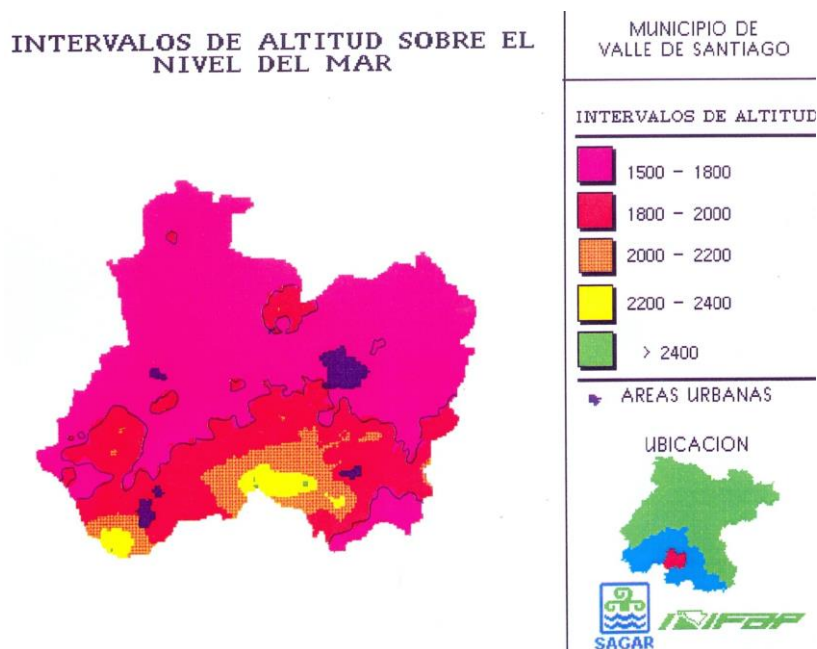 INTERVALOS DE ALTITUD SOBRE EL
NIVEL DEL MAR
MUNICIPIO DE
VALLE DE SANTIAGO
INTERVALOS DE ALTITUD
1500 - 1800
1800 - 2000
2000 - 2200
2200 - 2400
> 2400
AREAS URBANAS
UBICACION
SAGAR
INIFAP